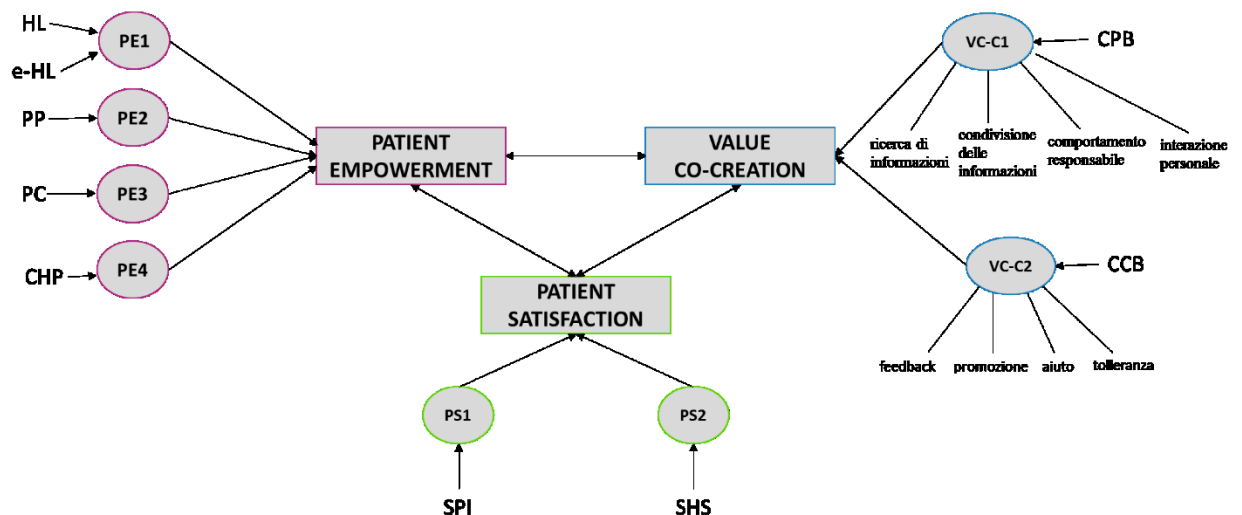 HL
e-HL
PE1
PP
PE2
PC
PE3
CHP
PE4
PATIENT
EMPOWERMENT
VALUE
CO-CREATION
PATIENT
SATISFACTION
PS1
PS2
SPI
SHS
VC-C1
CPB
ricerca di
informazioni
condivisione
delle
informazioni
comportamento
responsabile
interazione
personale
VC-C2
CCB
feedback
promozione
aiuto
tolleranza